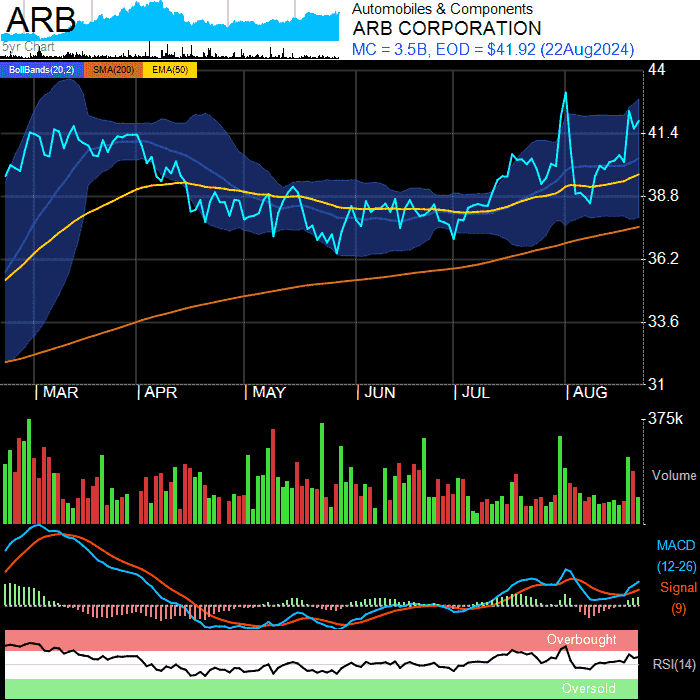 ARB
5yr Chart
Automobiles & Components
ARB CORPORATION
MC = 3.5B, EOD = $41.92 (22Aug2024)
BollBands(20,2) SMA(200) EMA(50)
44
41.4
38.8
36.2
33.6
31
MAR APR MAY JUN JUL AUG
375k
Volume
MACD
(12-26)
Signal
(9)
Overbought
RSI(14)
Oversold